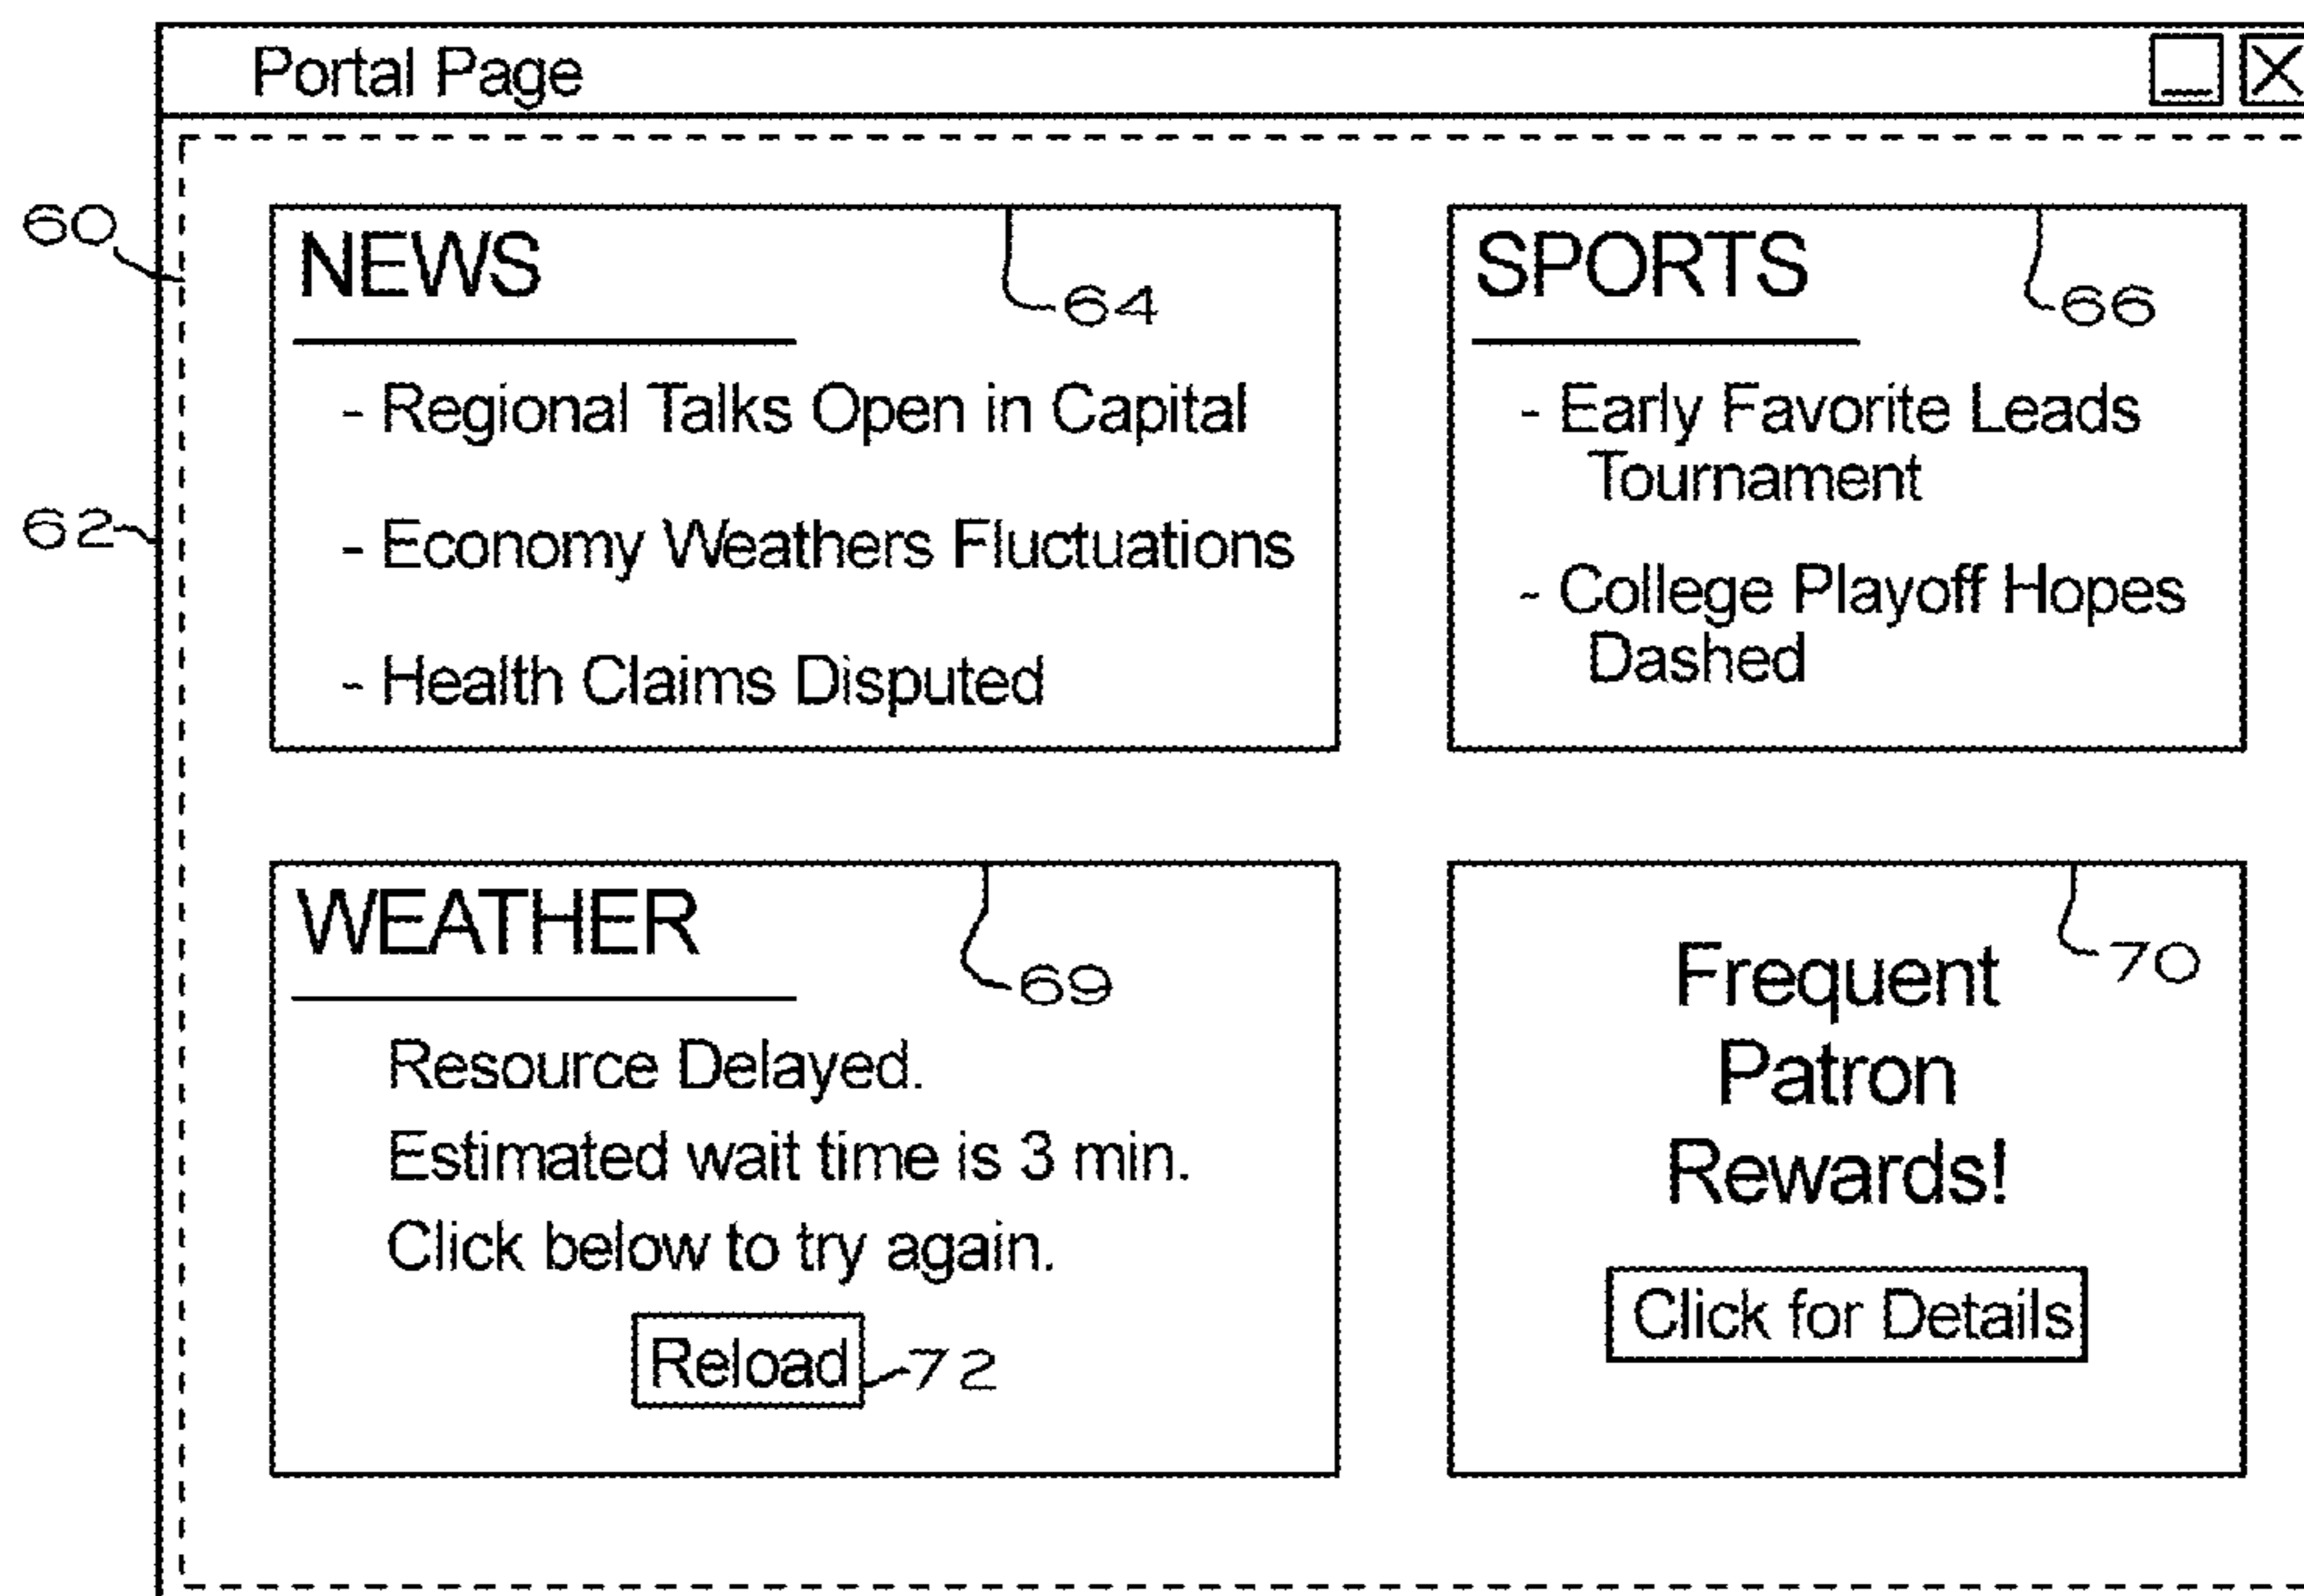 Portal Page
60
62
NEWS
64
- Regional Talks Open in Capital
- Economy Weathers Fluctuations
- Health Claims Disputed
SPORTS
66
- Early Favorite Leads
Tournament
- College Playoff Hopes
Dashed
WEATHER
69
Resource Delayed.
Estimated wait time is 3 min.
Click below to try again.
Reload
72
70
Frequent
Patron
Rewards!
Click for Details